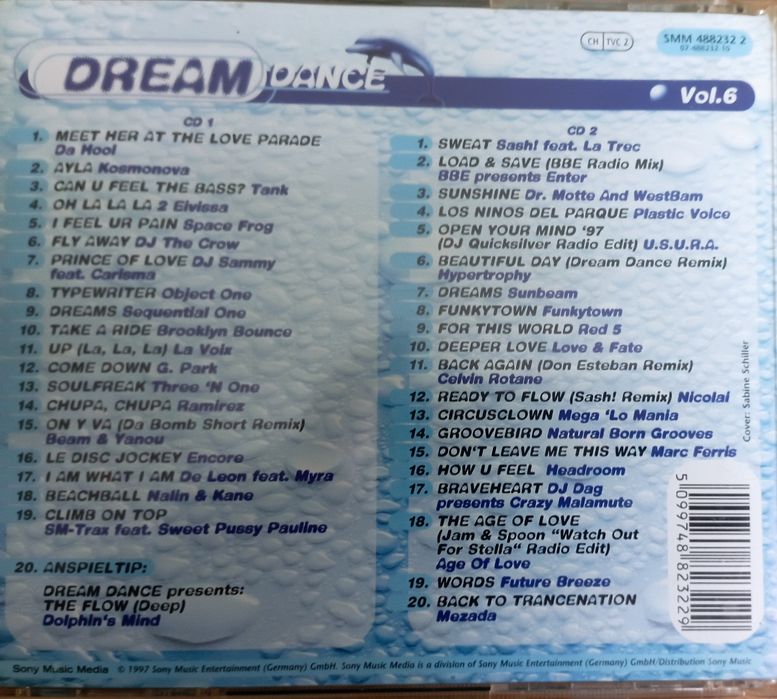 CH TVC 2
SMM 488232 2
07-488232-10
DREAM DANCE
Vol.6
CD 1
1. MEET HER AT THE LOVE PARADE
Da Hool
2. AYLA Kosmonova
3. CAN U FEEL THE BASS? Tank
4. OH LA LA LA 2 Eivissa
5. I FEEL UR PAIN Space Frog
6. FLY AWAY DJ The Crow
7. PRINCE OF LOVE DJ Sammy
feat. Carisma
8. TYPEWRITER Object One
9. DREAMS Sequential One
10. TAKE A RIDE Brooklyn Bounce
11. UP (La, La, La) La Voix
12. COME DOWN G. Park
13. SOULFREAK Three 'N One
14. CHUPA, CHUPA Ramirez
15. ON Y VA (Da Bomb Short Remix)
Beam & Yanou
16. LE DISC JOCKEY Encore
17. I AM WHAT I AM De Leon feat. Myra
18. BEACHBALL Nalin & Kane
19. CLIMB ON TOP
SM-Trax feat. Sweet Pussy Pauline
20. ANSPIELTIP:
DREAM DANCE presents:
THE FLOW (Deep)
Dolphin's Mind
CD 2
1. SWEAT Sash! feat. La Trec
2. LOAD & SAVE (BBE Radio Mix)
BBE presents Enter
3. SUNSHINE Dr. Motte And WestBam
4. LOS NINOS DEL PARQUE Plastic Voice
5. OPEN YOUR MIND '97
(DJ Quicksilver Radio Edit) U.S.U.R.A.
6. BEAUTIFUL DAY (Dream Dance Remix)
Hypertrophy
7. DREAMS Sunbeam
8. FUNKYTOWN Funkytown
9. FOR THIS WORLD Red 5
10. DEEPER LOVE Love & Fate
11. BACK AGAIN (Don Esteban Remix)
Celvin Rotane
12. READY TO FLOW (Sash! Remix) Nicolai
13. CIRCUSCLOWN Mega 'Lo Mania
14. GROOVEBIRD Natural Born Grooves
15. DON'T LEAVE ME THIS WAY Marc Ferris
16. HOW U FEEL Headroom
17. BRAVEHEART DJ Dag
presents Crazy Malamute
18. THE AGE OF LOVE
(Jam & Spoon "Watch Out
For Stella" Radio Edit)
Age Of Love
19. WORDS Future Breeze
20. BACK TO TRANCENATION
Mezada
Cover: Sabine Schiller
5099748823229
Sony Music Media © 1997 Sony Music Entertainment (Germany) GmbH. Sony Music Media is a division of Sony Music Entertainment (Germany) GmbH/Distribution Sony Music